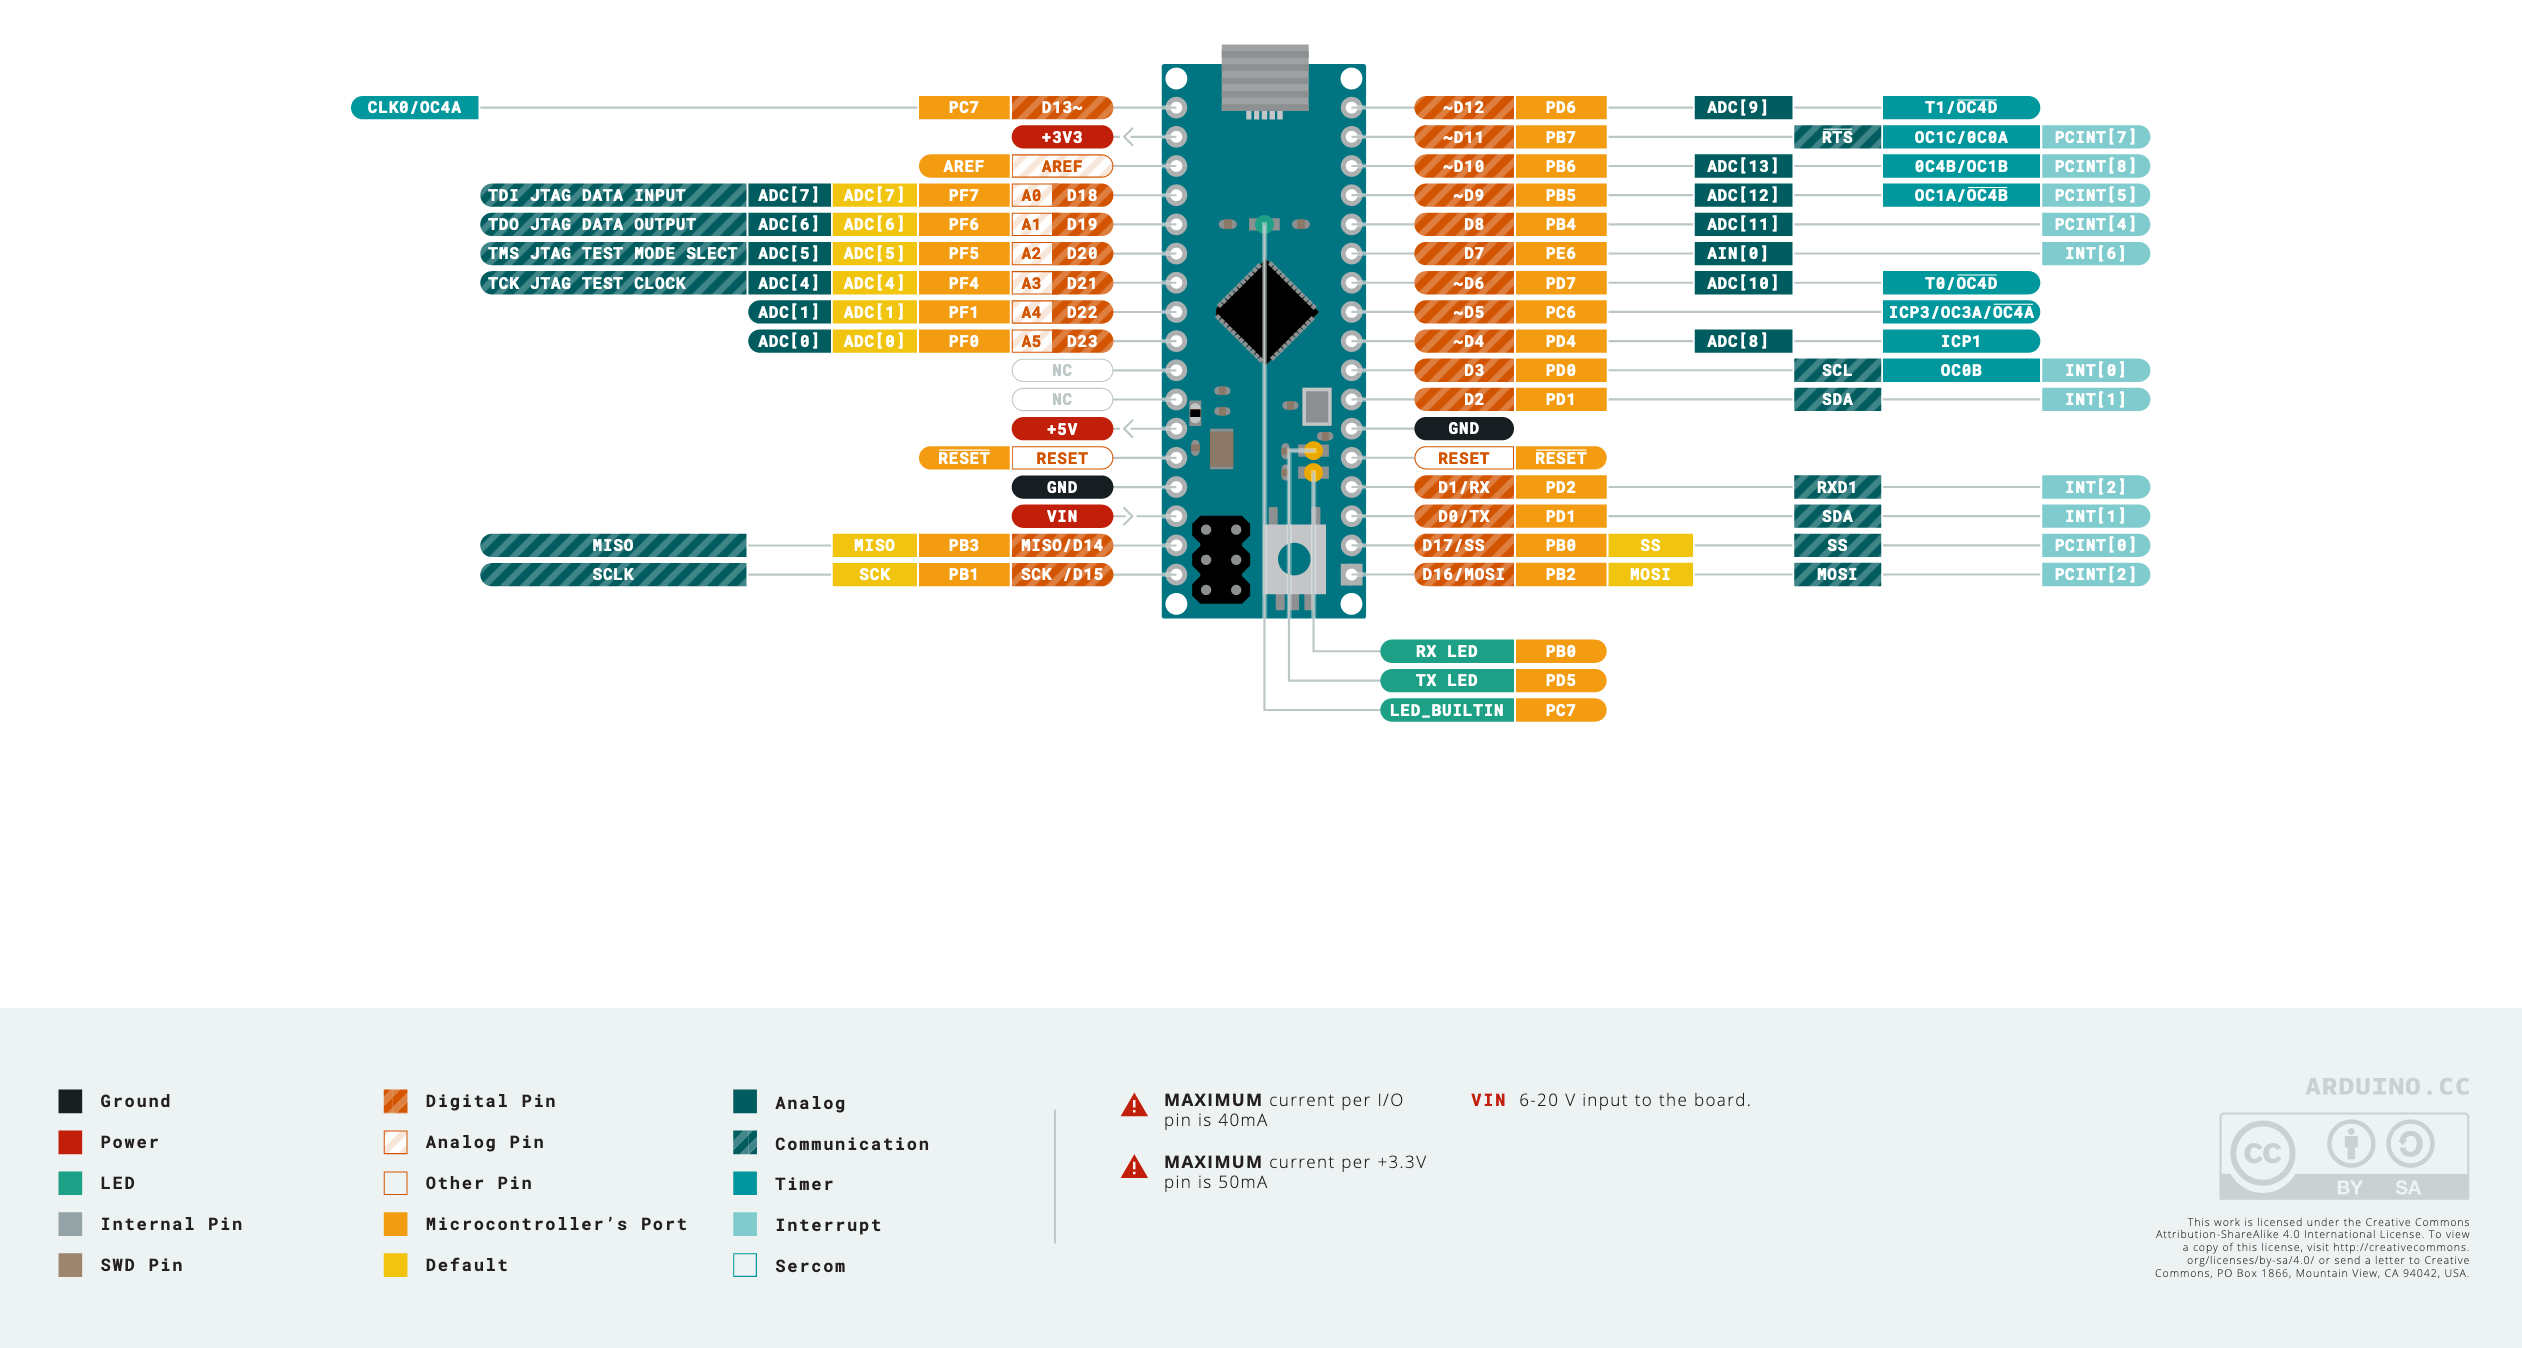 CLK0/OC4A PC7 D13~ ~D12 PD6 ADC[9] T1/OC4D
+3V3 ~D11 PB7 RTS OC1C/0C0A PCINT[7]
AREF AREF ~D10 PB6 ADC[13] 0C4B/OC1B PCINT[8]
TDI JTAG DATA INPUT ADC[7] ADC[7] PF7 A0 D18 ~D9 PB5 ADC[12] OC1A/OC4B PCINT[5]
TDO JTAG DATA OUTPUT ADC[6] ADC[6] PF6 A1 D19 D8 PB4 ADC[11] PCINT[4]
TMS JTAG TEST MODE SLECT ADC[5] ADC[5] PF5 A2 D20 D7 PE6 AIN[0] INT[6]
TCK JTAG TEST CLOCK ADC[4] ADC[4] PF4 A3 D21 ~D6 PD7 ADC[10] T0/OC4D
ADC[1] ADC[1] PF1 A4 D22 ~D5 PC6 ICP3/OC3A/OC4A
ADC[0] ADC[0] PF0 A5 D23 ~D4 PD4 ADC[8] ICP1
NC D3 PD0 SCL OC0B INT[0]
NC D2 PD1 SDA INT[1]
+5V GND
RESET RESET RESET RESET
GND D1/RX PD2 RXD1 INT[2]
VIN D0/TX PD1 SDA INT[1]
MISO MISO PB3 MISO/D14 D17/SS PB0 SS SS PCINT[0]
SCLK SCK PB1 SCK /D15 D16/MOSI PB2 MOSI MOSI PCINT[2]
RX LED PB0
TX LED PD5
LED_BUILTIN PC7
Ground
Power
LED
Internal Pin
SWD Pin
Digital Pin
Analog Pin
Other Pin
Microcontroller’s Port
Default
Analog
Communication
Timer
Interrupt
Sercom
MAXIMUM current per I/O
pin is 40mA
MAXIMUM current per +3.3V
pin is 50mA
VIN 6-20 V input to the board.
ARDUINO.CC
CC
BY SA
This work is licensed under the Creative Commons
Attribution-ShareAlike 4.0 International License. To view
a copy of this license, visit http://creativecommons.
org/licenses/by-sa/4.0/ or send a letter to Creative
Commons, PO Box 1866, Mountain View, CA 94042, USA.